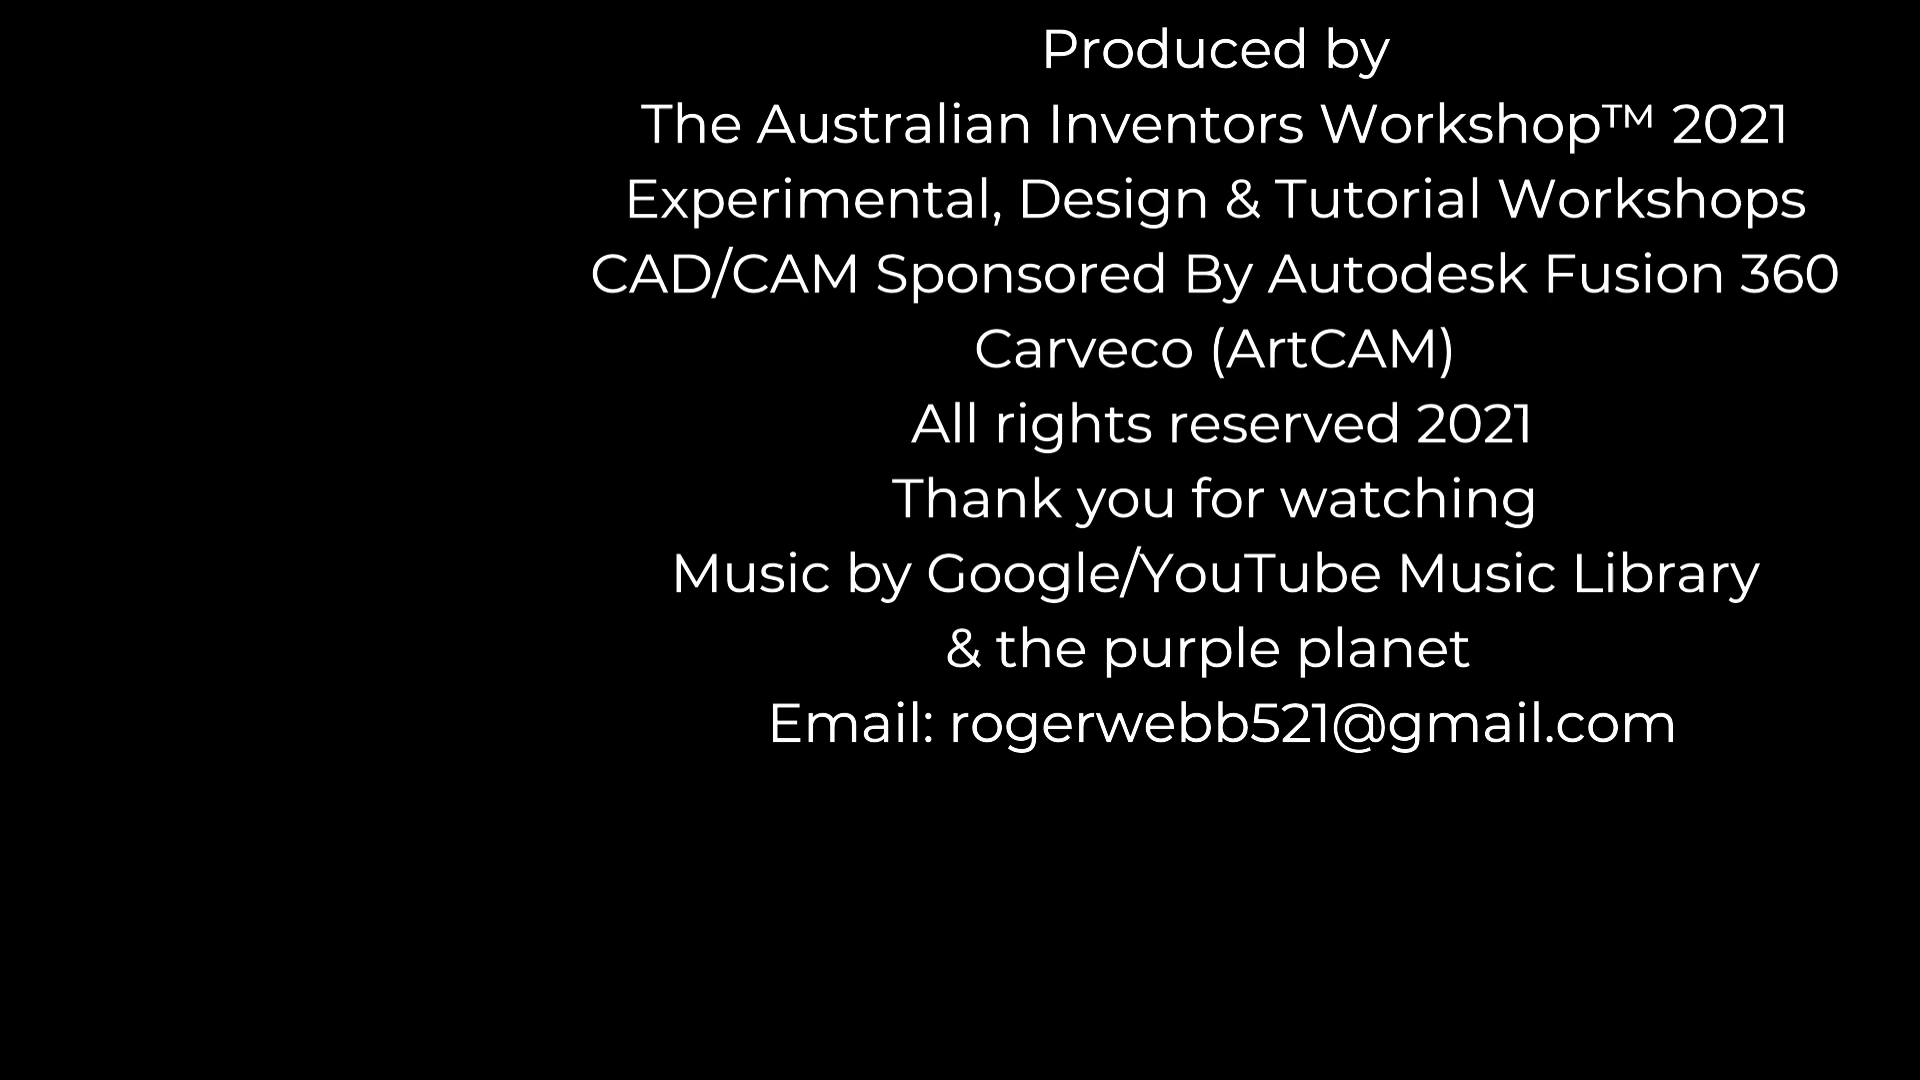 Produced by
The Australian Inventors Workshop™ 2021
Experimental, Design & Tutorial Workshops
CAD/CAM Sponsored By Autodesk Fusion 360
Carveco (ArtCAM)
All rights reserved 2021
Thank you for watching
Music by Google/YouTube Music Library
& the purple planet
Email: rogerwebb521@gmail.com